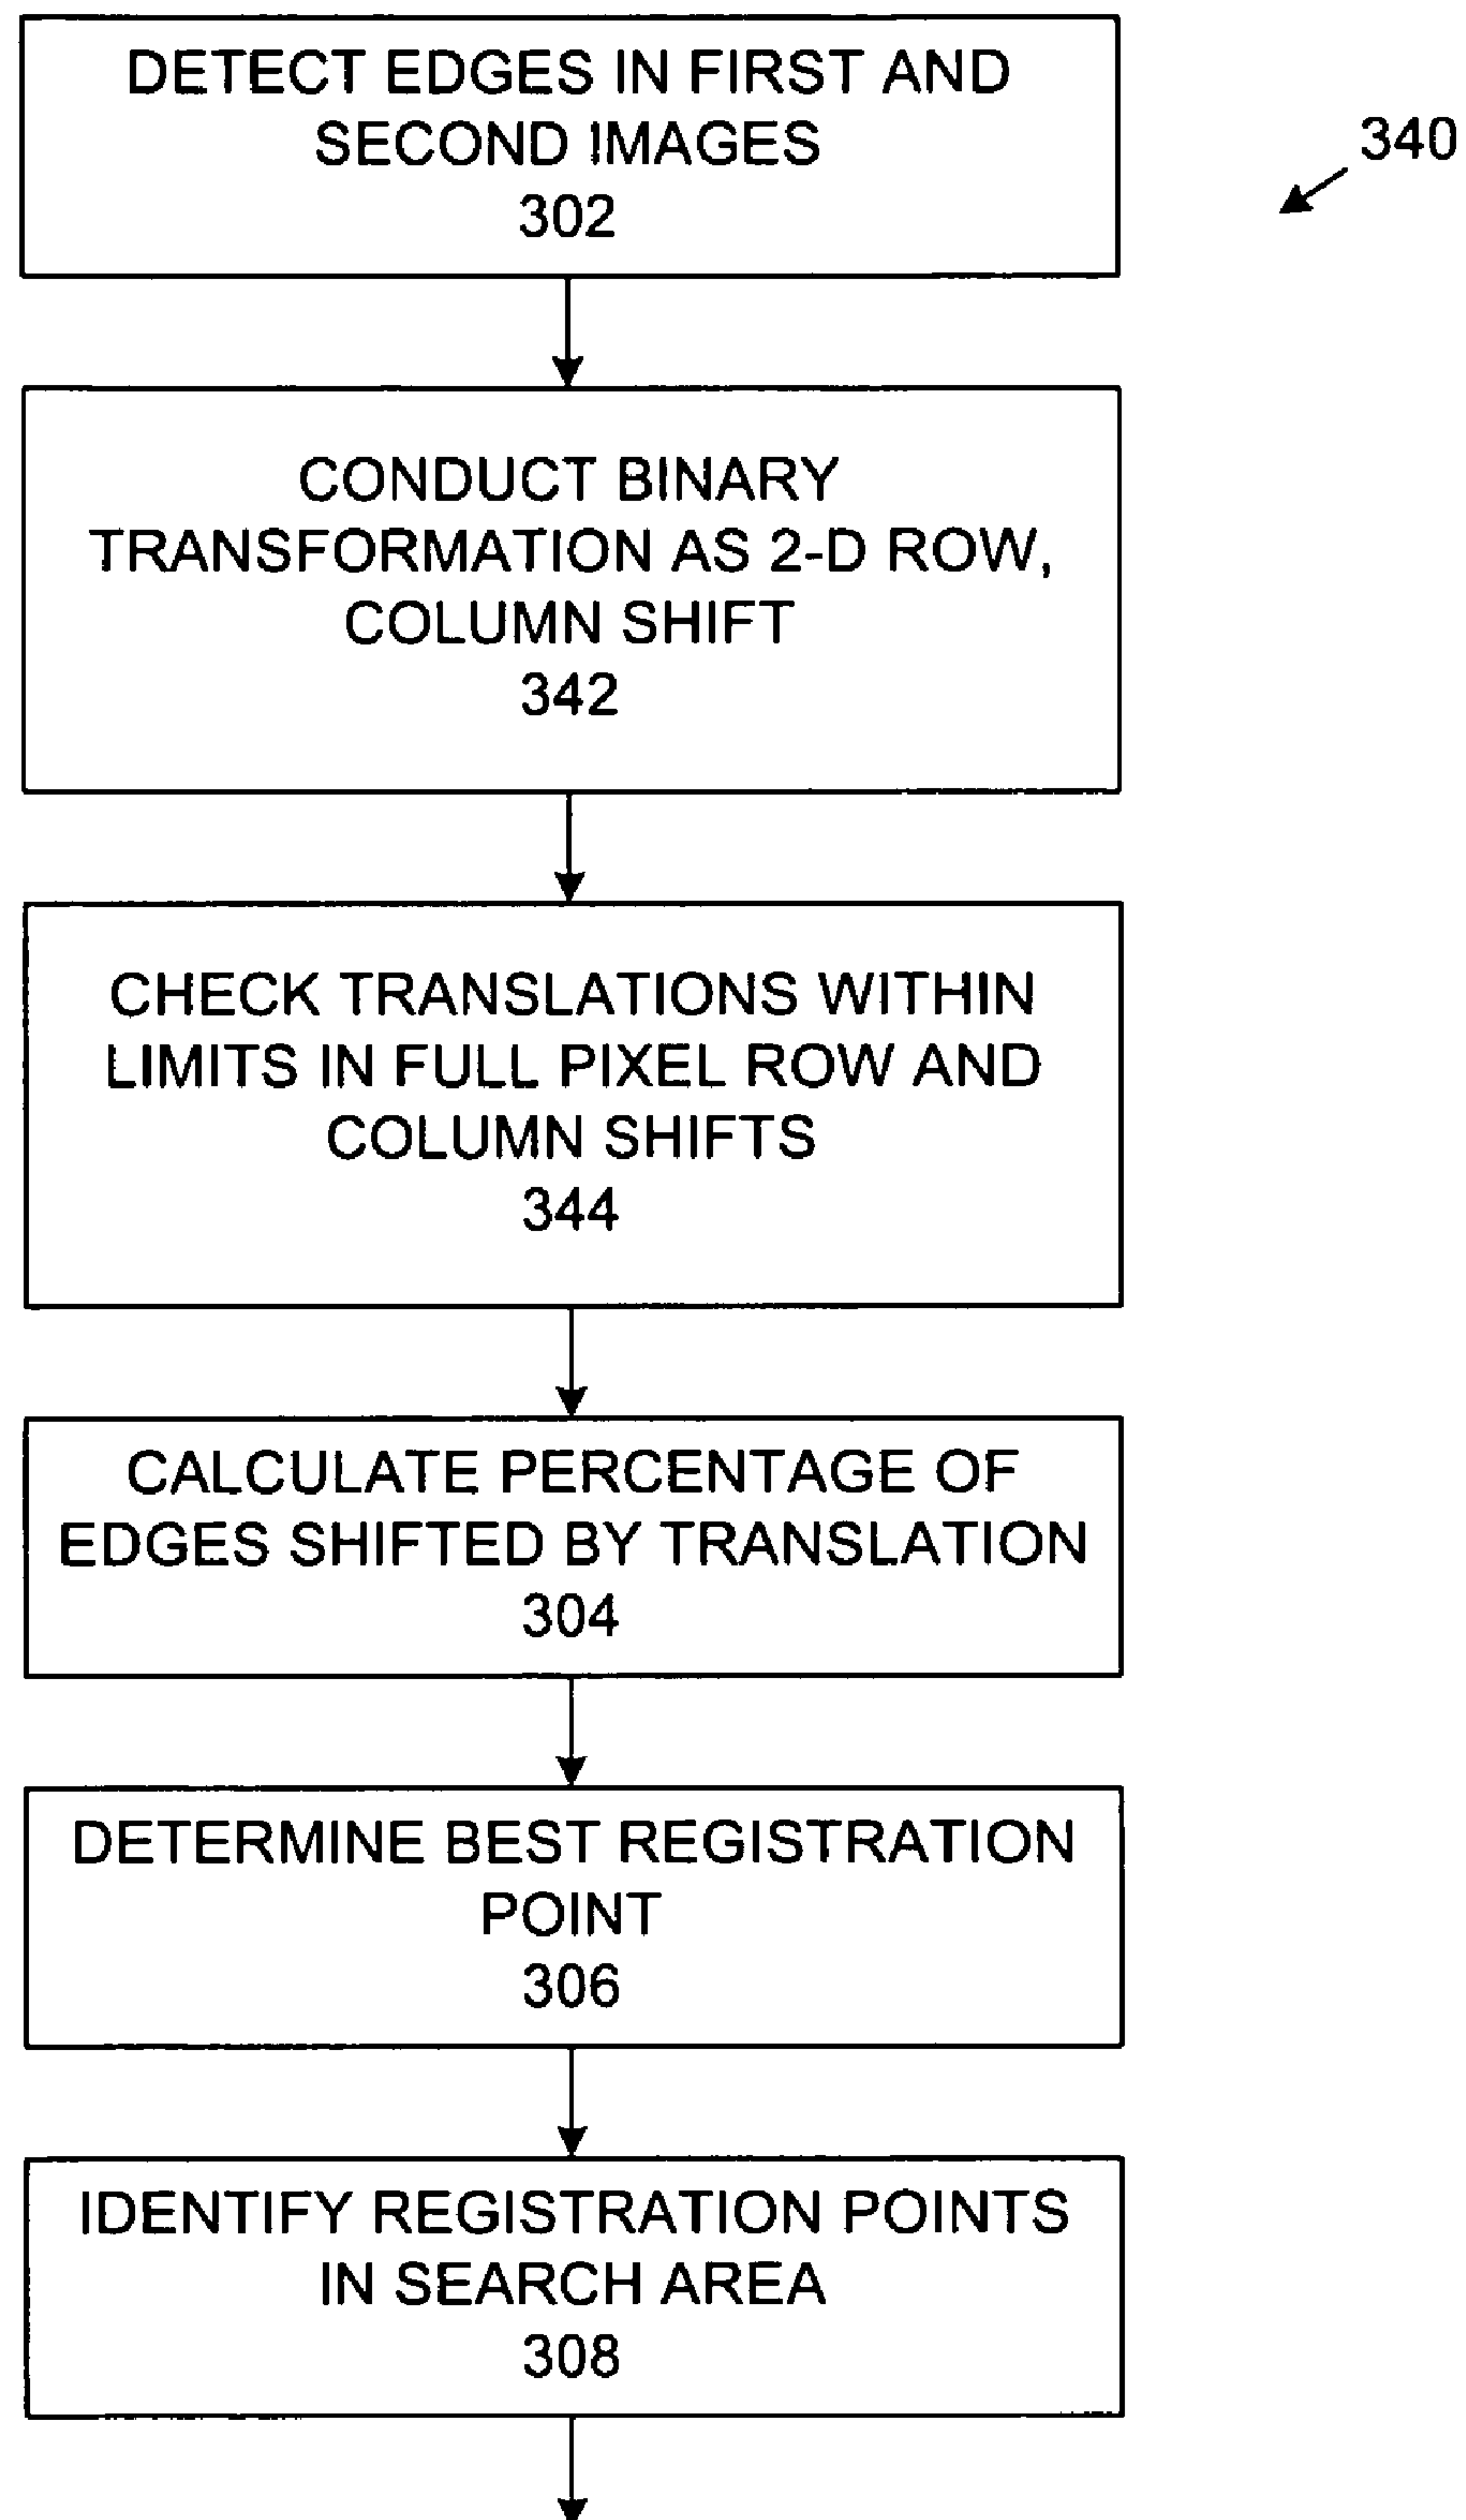 DETECT EDGES IN FIRST AND
SECOND IMAGES
302
340
CONDUCT BINARY
TRANSFORMATION AS 2-D ROW,
COLUMN SHIFT
342
CHECK TRANSLATIONS WITHIN
LIMITS IN FULL PIXEL ROW AND
COLUMN SHIFTS
344
CALCULATE PERCENTAGE OF
EDGES SHIFTED BY TRANSLATION
304
DETERMINE BEST REGISTRATION
POINT
306
IDENTIFY REGISTRATION POINTS
IN SEARCH AREA
308